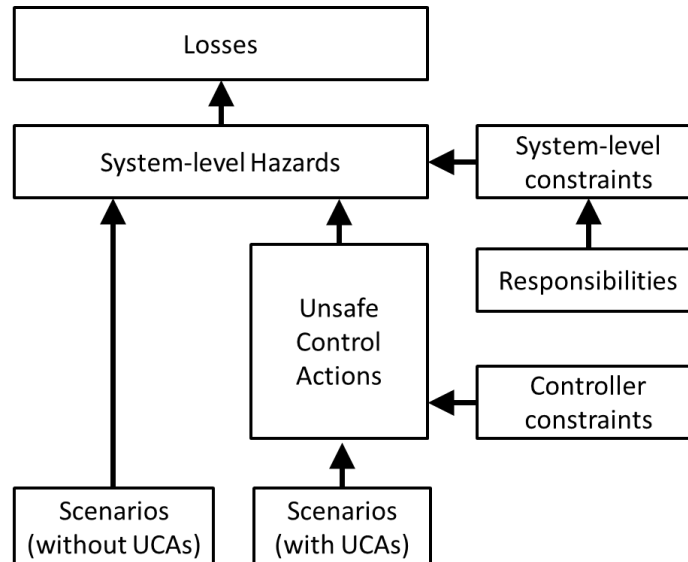 Losses
System-level Hazards
System-level
constraints
Responsibilities
Unsafe
Control
Actions
Controller
constraints
Scenarios
(without UCAs)
Scenarios
(with UCAs)